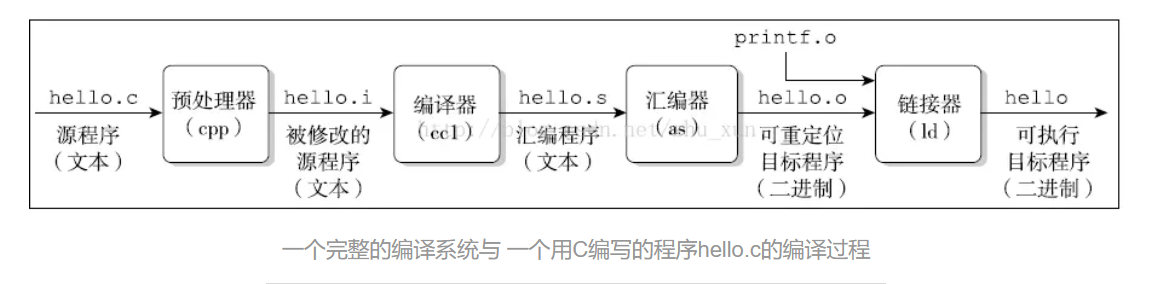 printf.o
hello.c
预处理器
(cpp)
hello.i
编译器
(cc1)
hello.s
汇编器
(as)
hello.o
链接器
(ld)
hello
源程序
(文本)
被修改的
源程序
(文本)
汇编程序
(文本)
可重定位
目标程序
(二进制)
可执行
目标程序
(二进制)
一个完整的编译系统与 一个用C编写的程序hello.c的编译过程